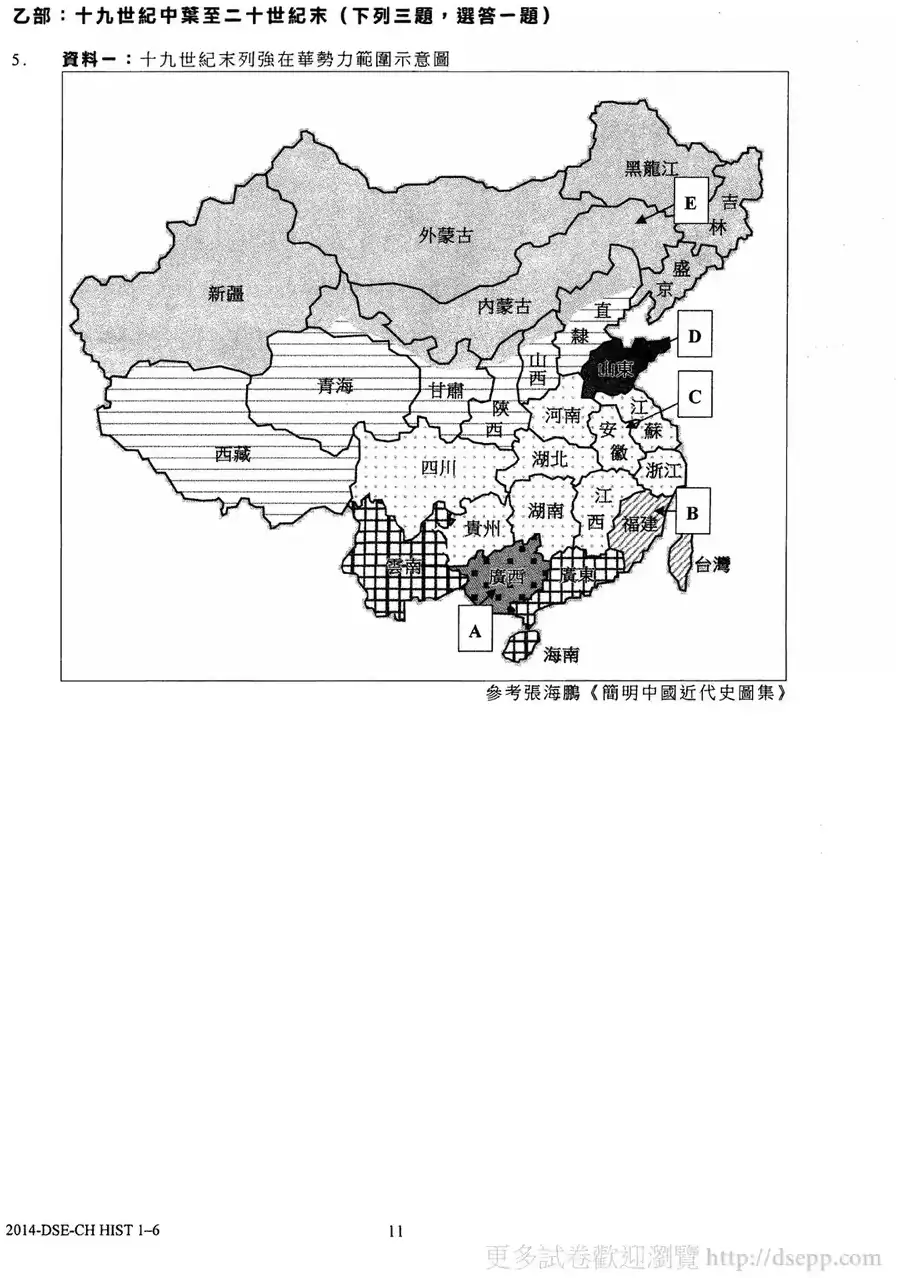 乙部：十九世紀中葉至二十世紀末（下列三題，選答一題）
5. 資料一：十九世紀末列強在華勢力範圍示意圖
黑龍江
E
吉林
外蒙古
盛京
新疆
內蒙古
直隸
D
山東
山西
青海
甘肅
C
陝西
河南
江蘇
安徽
西藏
四川
湖北
浙江
江西
湖南
B
福建
貴州
雲南
廣西
廣東
台灣
A
海南
參考張海鵬《簡明中國近代史圖集》
2014-DSE-CH HIST 1–6
11
更多試卷歡迎瀏覽 http://dsepp.com